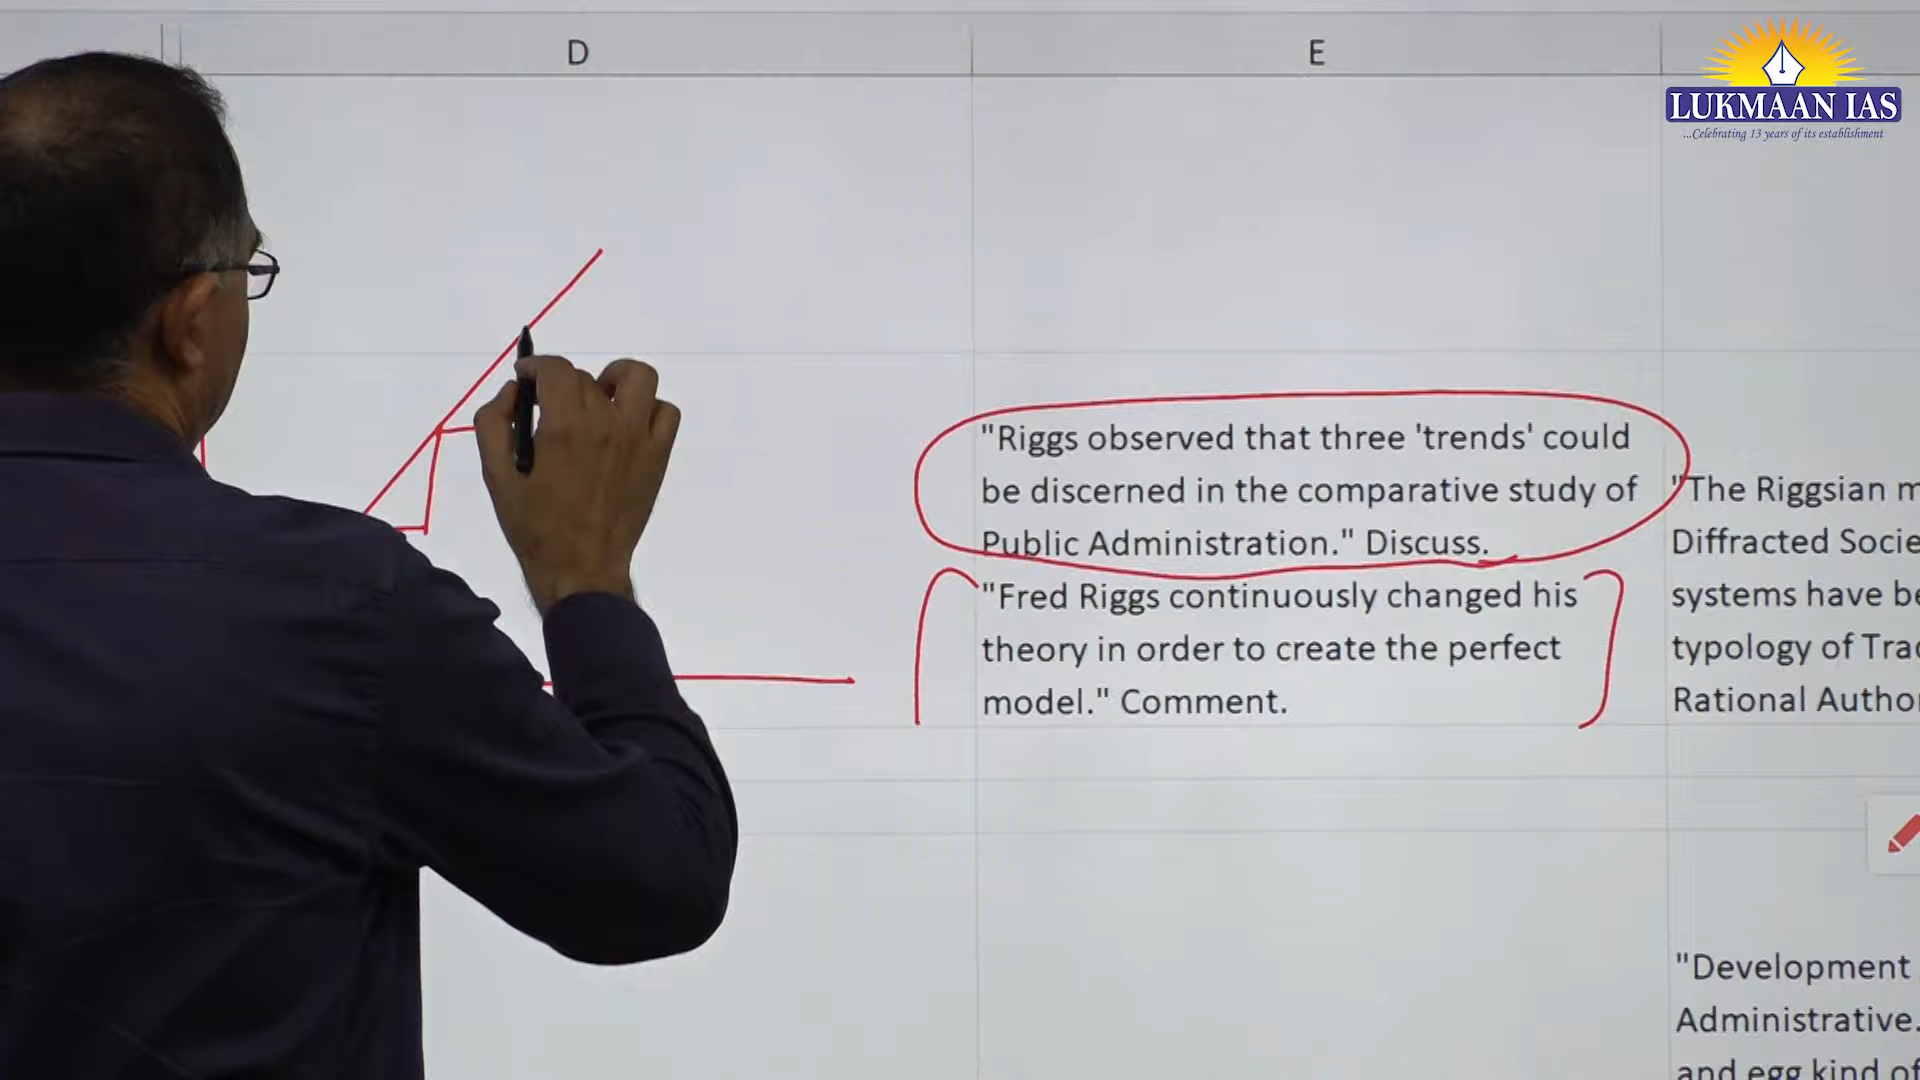 D
E
LUKMAAN IAS
...Celebrating 13 years of its establishment
"Riggs observed that three 'trends' could
be discerned in the comparative study of
Public Administration." Discuss.
"Fred Riggs continuously changed his
theory in order to create the perfect
model." Comment.
"The Riggsian m
Diffracted Socie
systems have be
typology of Trad
Rational Author
"Development
Administrative.
and egg kind of